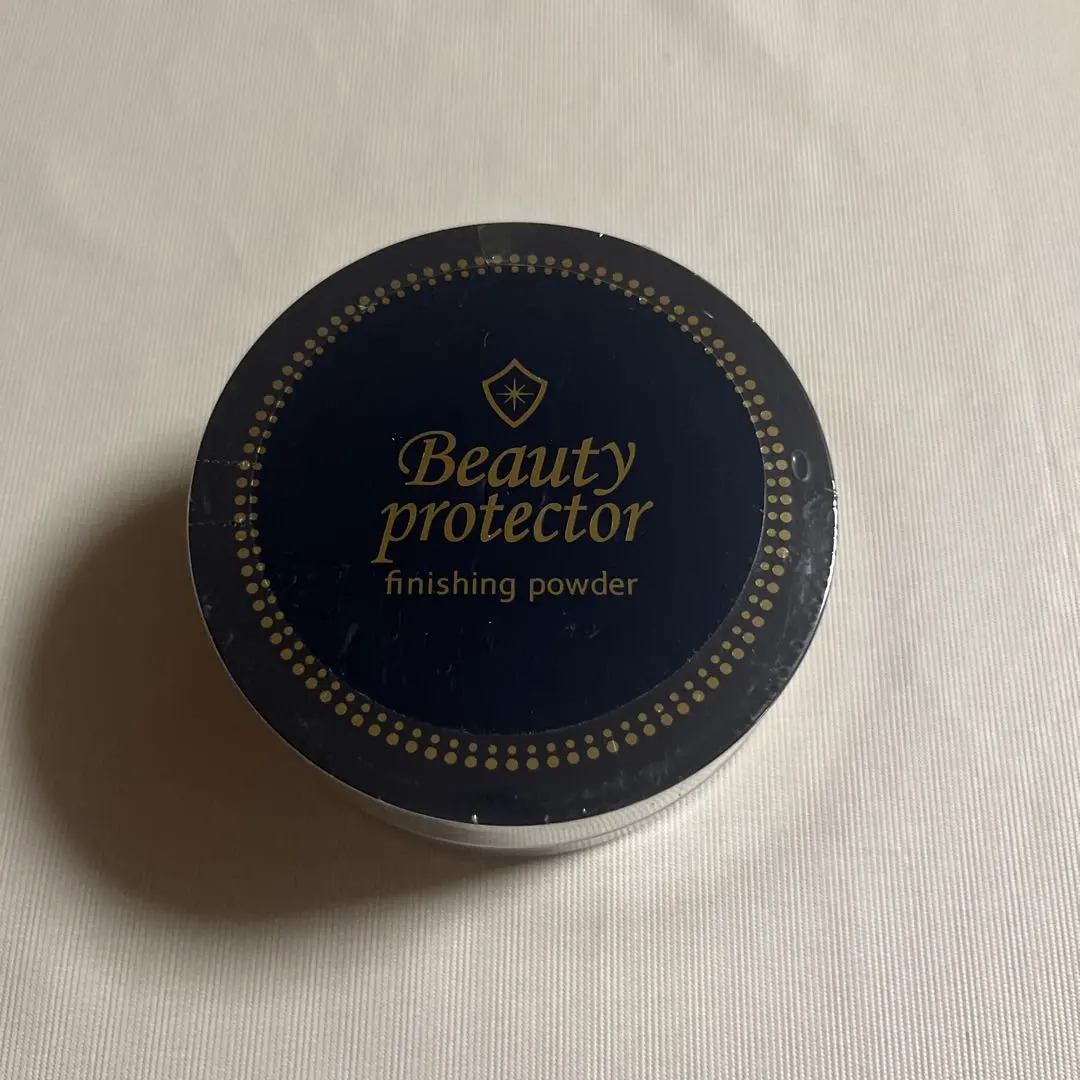 Beauty
protector
finishing powder